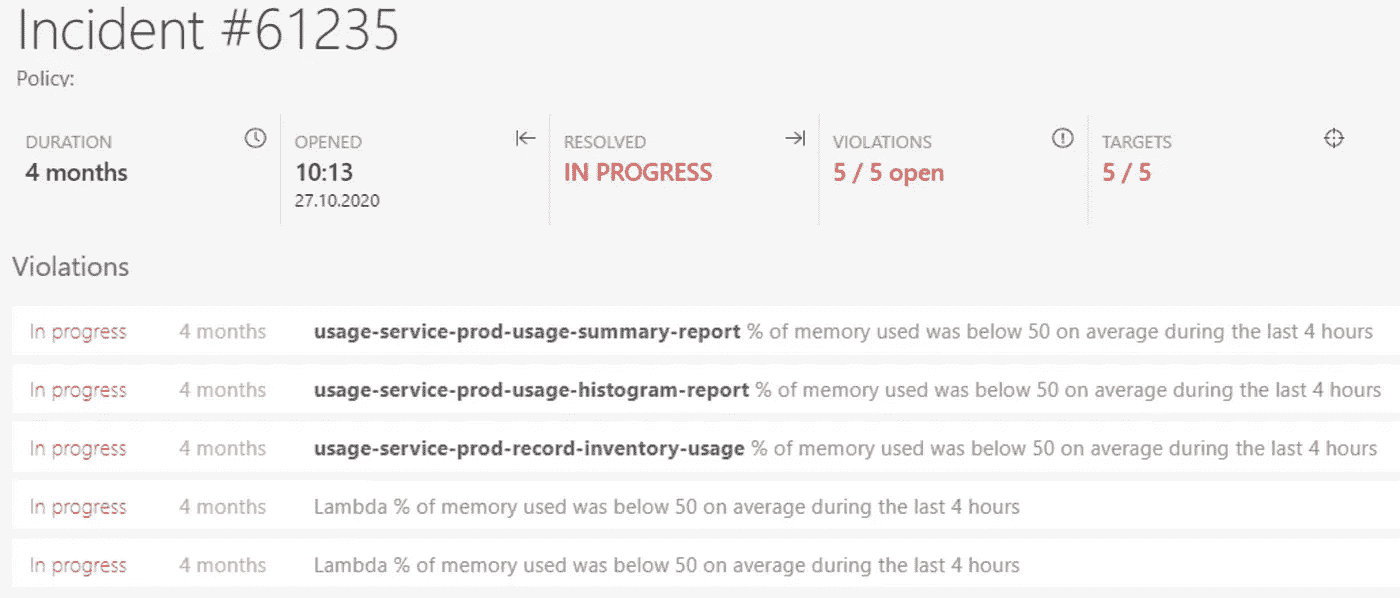 Incident #61235
Policy:
DURATION
4 months
OPENED
10:13
27.10.2020
RESOLVED
IN PROGRESS
VIOLATIONS
5 / 5 open
TARGETS
5 / 5
Violations
In progress 4 months usage-service-prod-usage-summary-report % of memory used was below 50 on average during the last 4 hours
In progress 4 months usage-service-prod-usage-histogram-report % of memory used was below 50 on average during the last 4 hours
In progress 4 months usage-service-prod-record-inventory-usage % of memory used was below 50 on average during the last 4 hours
In progress 4 months Lambda % of memory used was below 50 on average during the last 4 hours
In progress 4 months Lambda % of memory used was below 50 on average during the last 4 hours